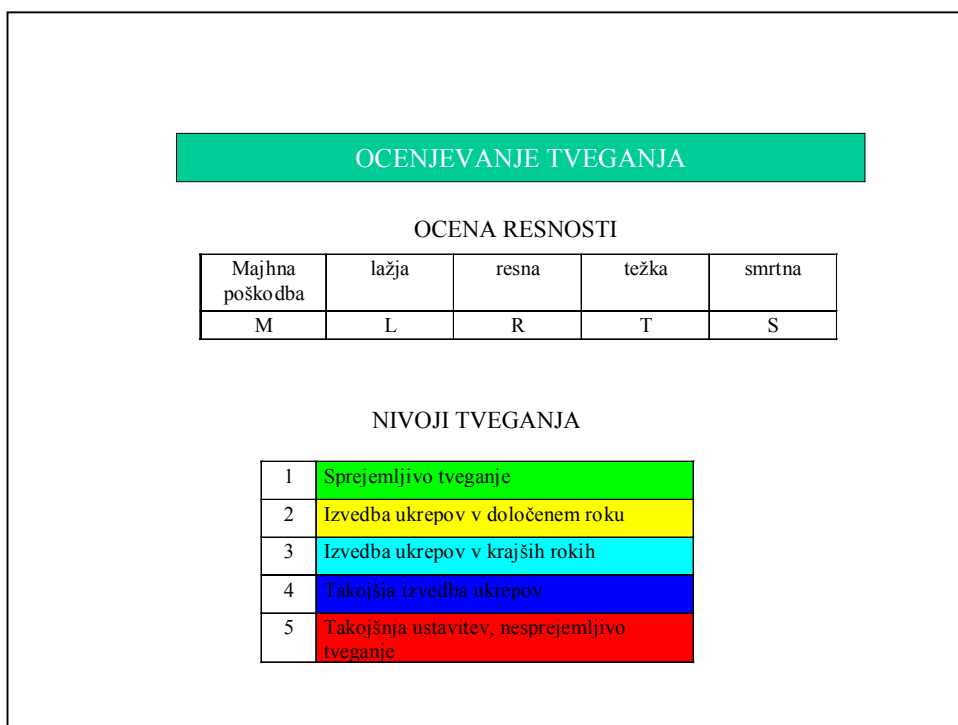 OCENJEVANJE TVEGANJA
OCENA RESNOSTI
Majhna poškodba lažja resna težka smrtna
M L R T S
NIVOJI TVEGANJA
1 Sprejemljivo tveganje
2 Izvedba ukrepov v določenem roku
3 Izvedba ukrepov v krajših rokih
4 Takojšja izvedba ukrepov
5 Takojšnja ustavitev, nesprejemljivo
tveganje